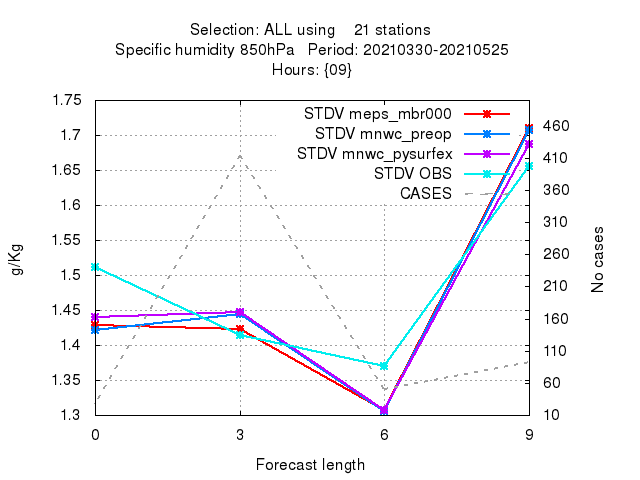 Selection: ALL using    21 stations
Specific humidity 850hPa   Period: 20210330-20210525
Hours: {09}
STDV meps_mbr000
STDV mnwc_preop
STDV mnwc_pysurfex
STDV OBS
CASES
1.75
1.7
1.65
1.6
1.55
1.5
1.45
1.4
1.35
1.3
g/Kg
460
410
360
310
260
210
160
110
60
10
No cases
0 3 6 9
Forecast length